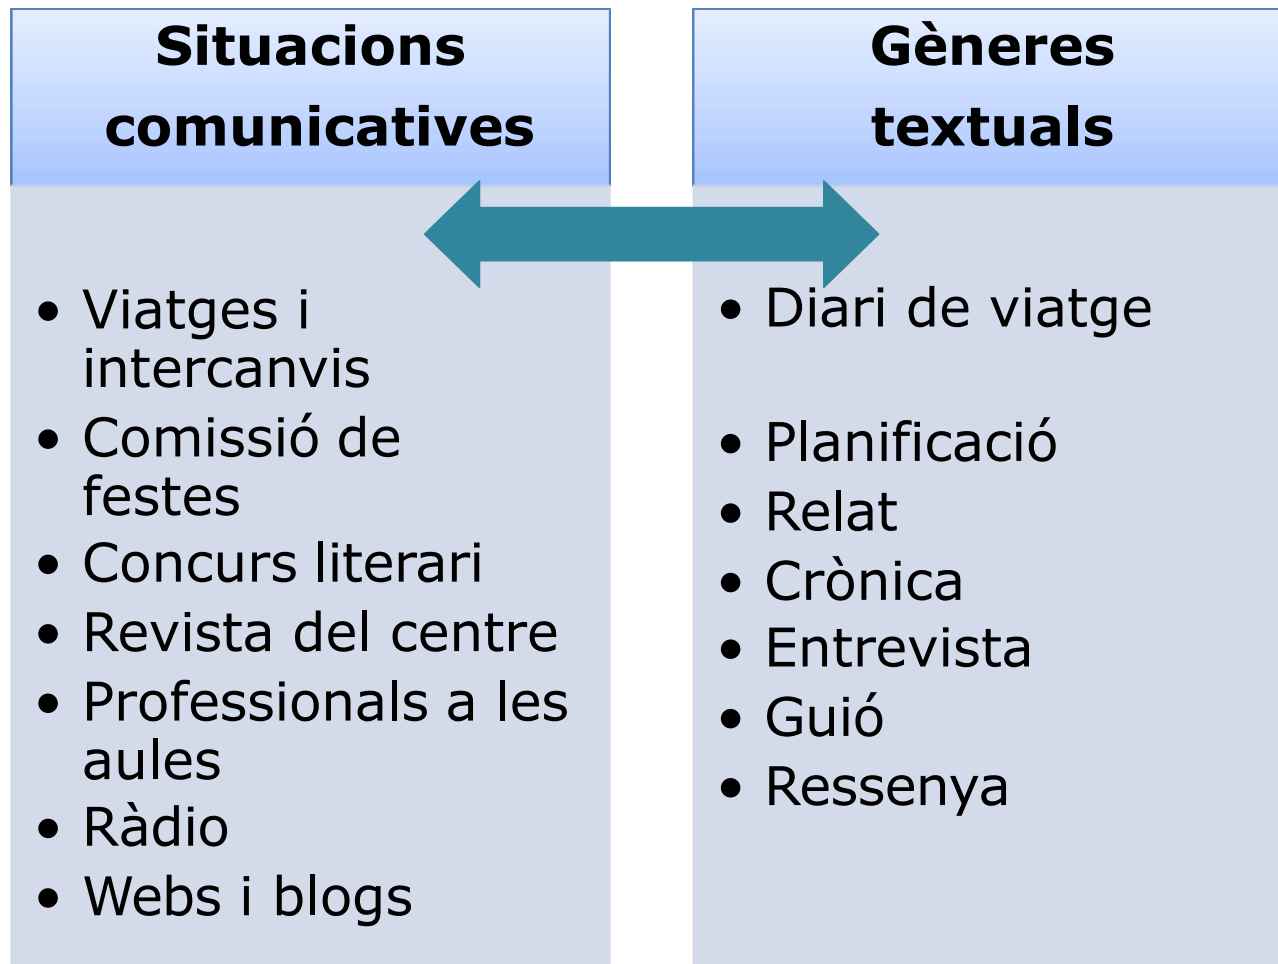 Situacions
comunicatives
• Viatges i
intercanvis
• Comissió de
festes
• Concurs literari
• Revista del centre
• Professionals a les
aules
• Ràdio
• Webs i blogs
Gèneres
textuals
• Diari de viatge
• Planificació
• Relat
• Crònica
• Entrevista
• Guió
• Ressenya